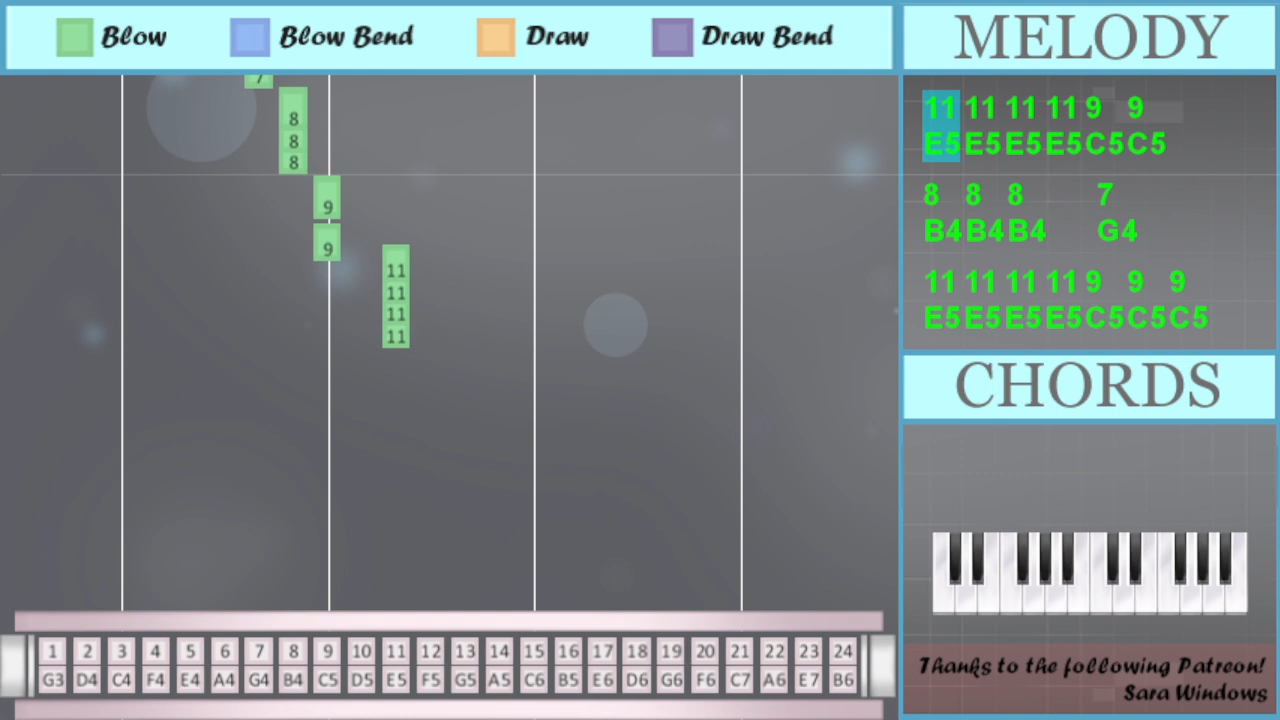 Blow Blow Bend Draw Draw Bend
MELODY
11 11 11 11 9 9
E5 E5 E5 E5 C5 C5
8 8 8 7
B4 B4 B4 G4
11 11 11 11 9 9 9
E5 E5 E5 E5 C5 C5 C5
CHORDS
Thanks to the following Patreon!
Sara Windows
7
8
8
8
9
9
11
11
11
11
1 2 3 4 5 6 7 8 9 10 11 12 13 14 15 16 17 18 19 20 21 22 23 24
G3 D4 C4 F4 E4 A4 G4 B4 C5 D5 E5 F5 G5 A5 C6 B5 E6 D6 G6 F6 C7 A6 E7 B6